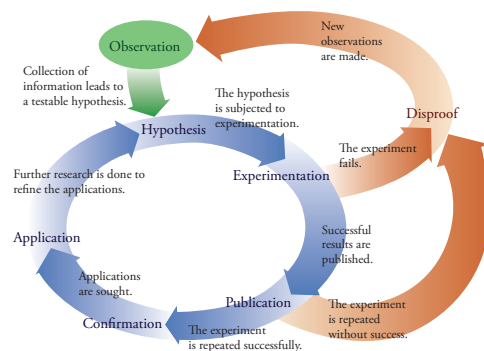 New
observations
are made.
Observation
Collection of
information leads to
a testable hypothesis.
The hypothesis
is subjected to
experimentation.
Disproof
Hypothesis
The experiment
fails.
Further research is done to
refine the applications.
Experimentation
Successful
results are
published.
Application
Applications
are sought.
Publication
The experiment
is repeated
without success.
Confirmation
The experiment
is repeated successfully.